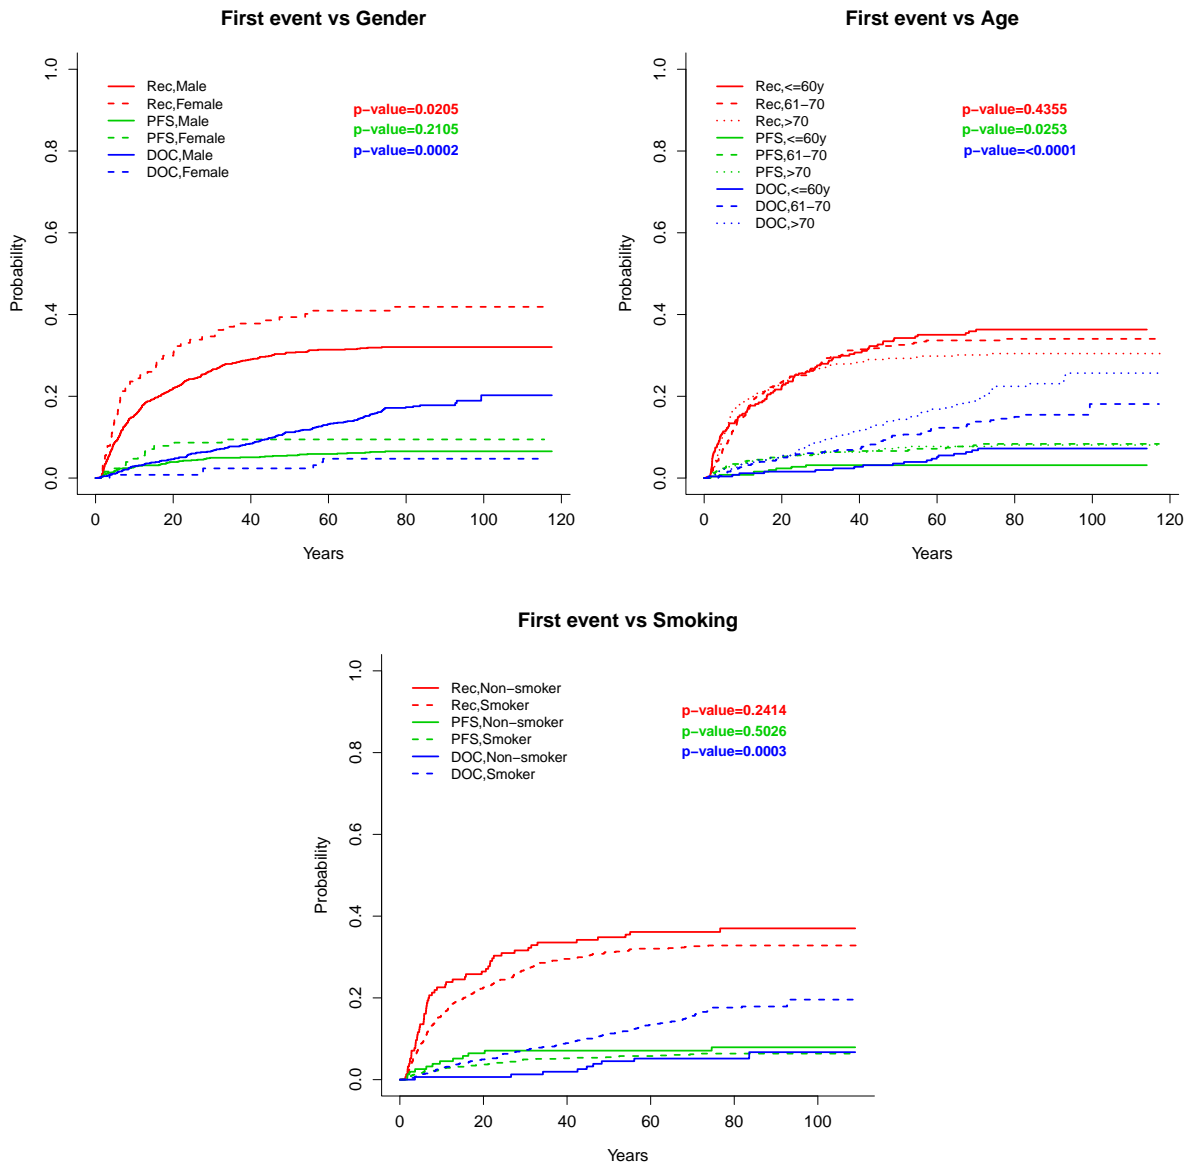 First event vs Gender
1.0
0.8
0.6
0.4
0.2
0.0
Probability
Rec,Male
Rec,Female
PFS,Male
PFS,Female
DOC,Male
DOC,Female
p−value=0.0205
p−value=0.2105
p−value=0.0002
0 20 40 60 80 100 120
Years
First event vs Age
1.0
0.8
0.6
0.4
0.2
0.0
Probability
Rec,<=60y
Rec,61−70
Rec,>70
PFS,<=60y
PFS,61−70
PFS,>70
DOC,<=60y
DOC,61−70
DOC,>70
p−value=0.4355
p−value=0.0253
p−value=<0.0001
0 20 40 60 80 100 120
Years
First event vs Smoking
1.0
0.8
0.6
0.4
0.2
0.0
Probability
Rec,Non−smoker
Rec,Smoker
PFS,Non−smoker
PFS,Smoker
DOC,Non−smoker
DOC,Smoker
p−value=0.2414
p−value=0.5026
p−value=0.0003
0 20 40 60 80 100
Years